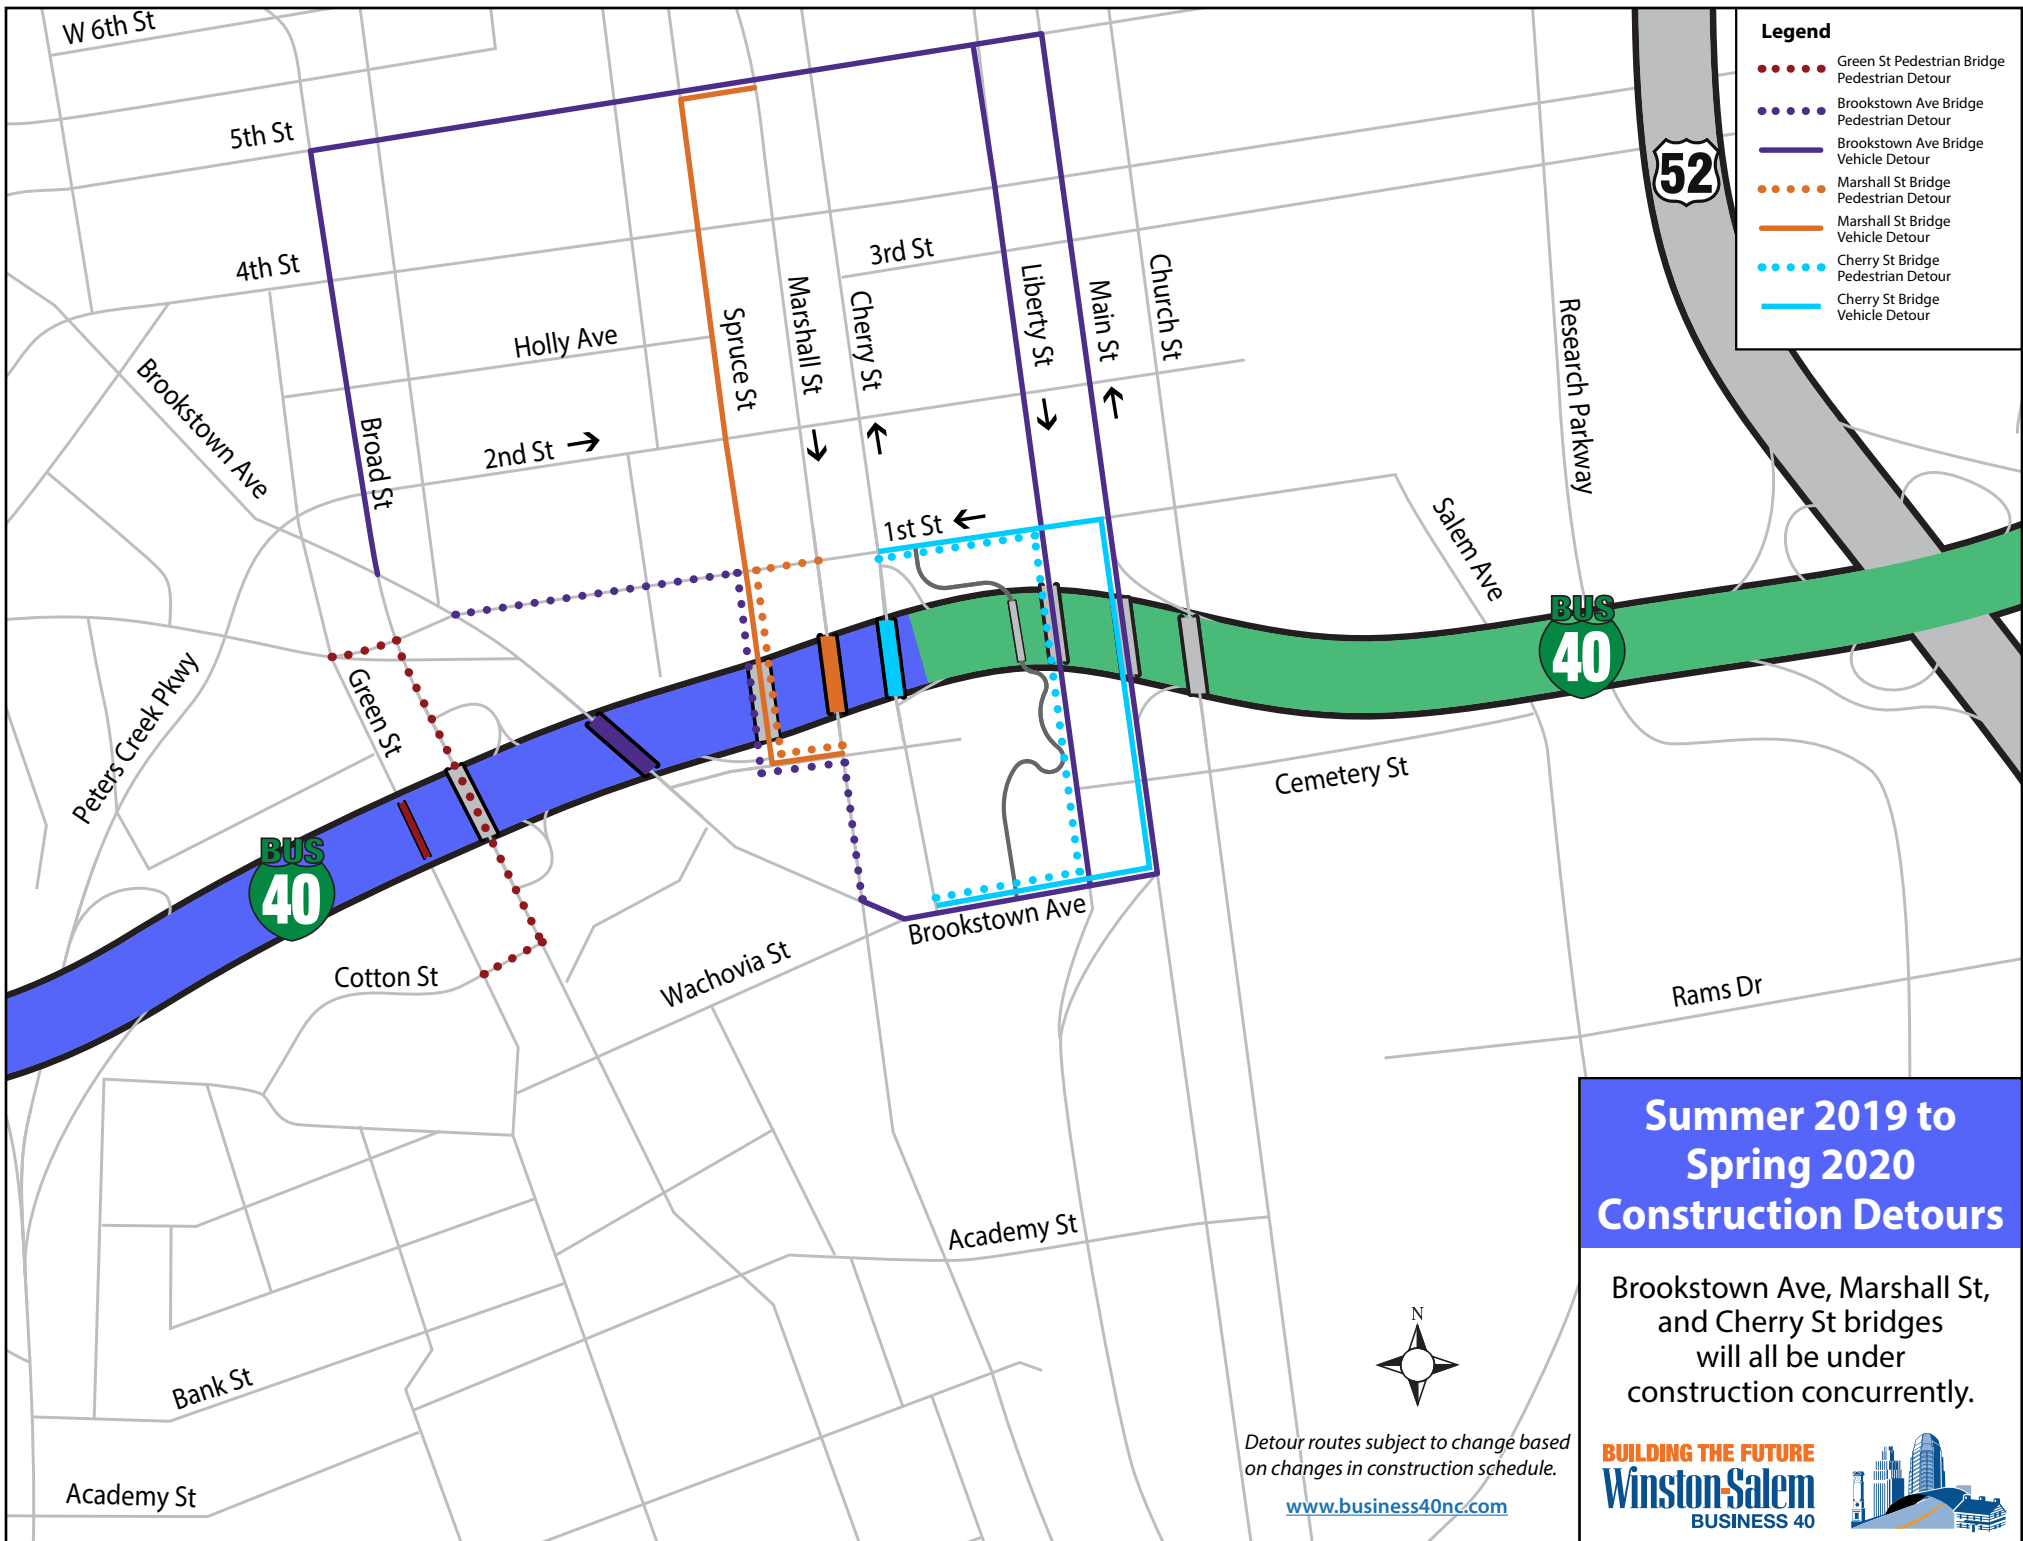 W 6th St
5th St
4th St
3rd St
Holly Ave
2nd St
1st St
Brookstown Ave
Broad St
Spruce St
Marshall St
Cherry St
Liberty St
Main St
Church St
Research Parkway
Salem Ave
52
Peters Creek Pkwy
Green St
BUS
40
BUS
40
Cemetery St
Cotton St
Wachovia St
Brookstown Ave
Rams Dr
Academy St
Bank St
Academy St
Legend
Green St Pedestrian Bridge
Pedestrian Detour
Brookstown Ave Bridge
Pedestrian Detour
Brookstown Ave Bridge
Vehicle Detour
Marshall St Bridge
Pedestrian Detour
Marshall St Bridge
Vehicle Detour
Cherry St Bridge
Pedestrian Detour
Cherry St Bridge
Vehicle Detour
N
Detour routes subject to change based
on changes in construction schedule.
www.business40nc.com
Summer 2019 to
Spring 2020
Construction Detours
Brookstown Ave, Marshall St,
and Cherry St bridges
will all be under
construction concurrently.
BUILDING THE FUTURE
Winston-Salem
BUSINESS 40